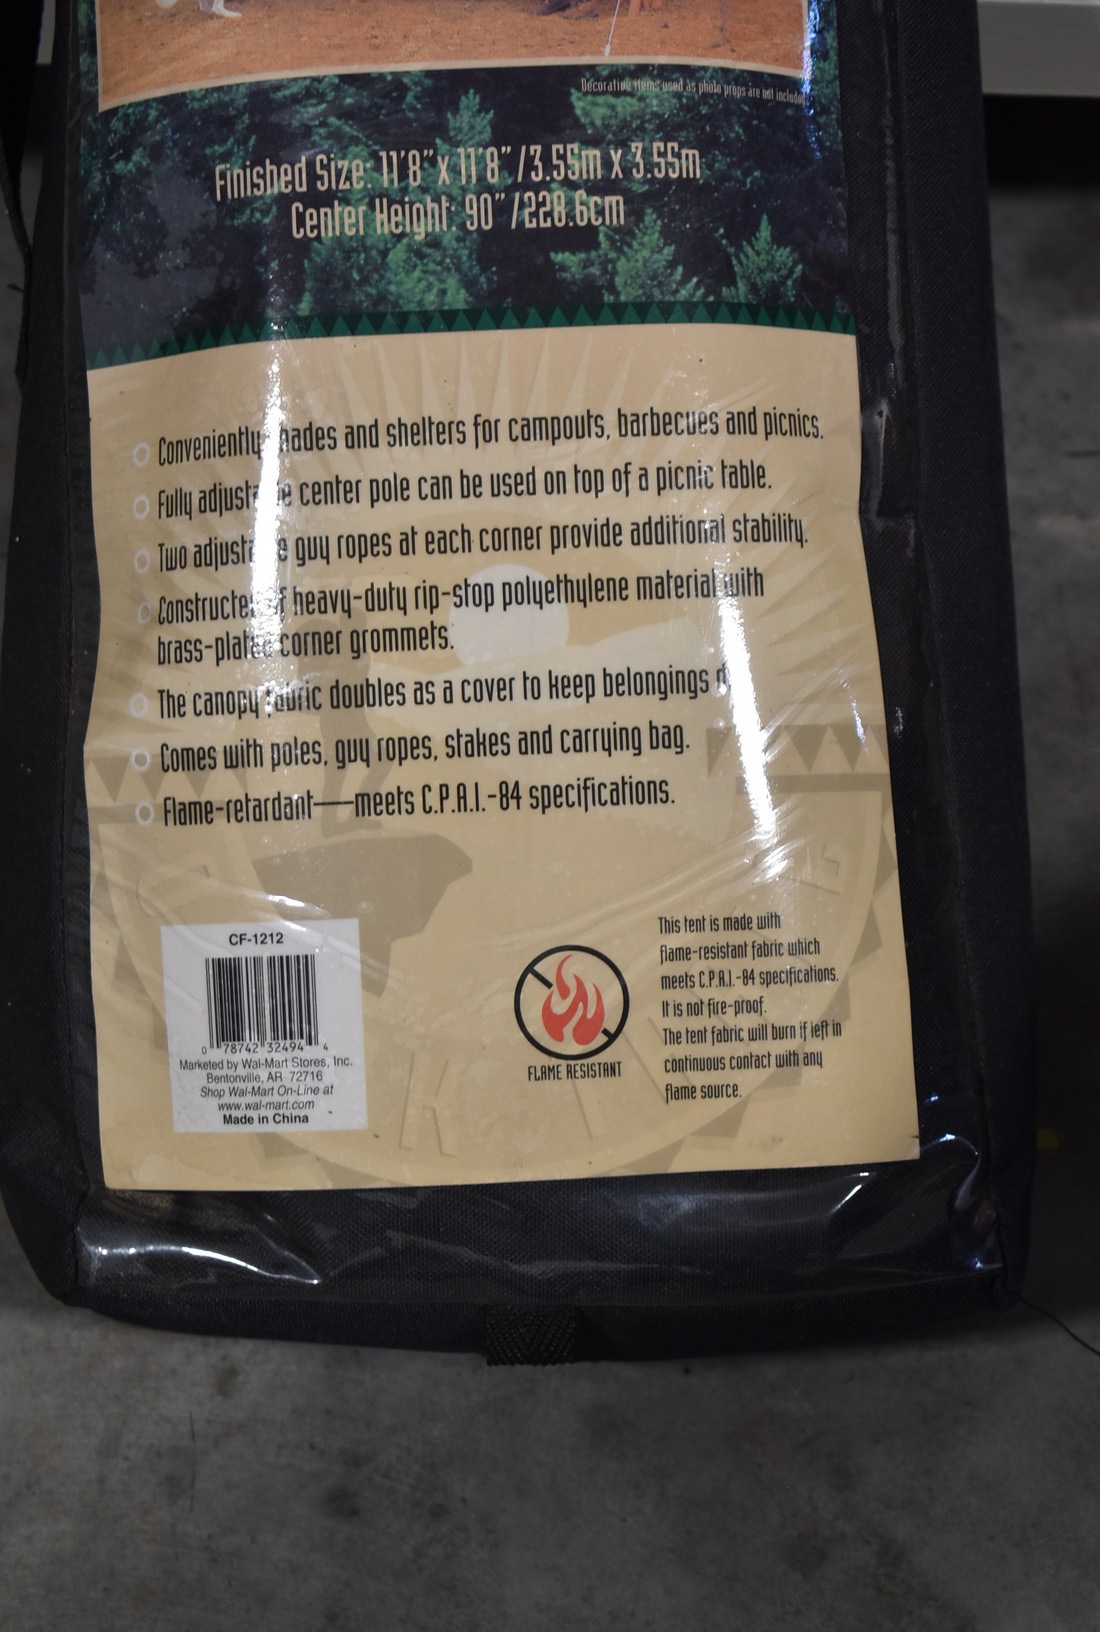 Decorative items used as photo props are not included
Finished Size: 11'8" x 11'8" /3.55m x 3.55m
Center Height: 90" /228.6cm
Conveniently shades and shelters for campouts, barbecues and picnics.
Fully adjustable center pole can be used on top of a picnic table.
Two adjustable guy ropes at each corner provide additional stability.
Constructed of heavy-duty rip-stop polyethylene material with
brass-plated corner grommets.
The canopy fabric doubles as a cover to keep belongings
Comes with poles, guy ropes, stakes and carrying bag.
Flame-retardant—meets C.P.A.I.-84 specifications.
CF-1212
0 78742 32494 4
Marketed by Wal-Mart Stores, Inc.
Bentonville, AR 72716
Shop Wal-Mart On-Line at
www.wal-mart.com
Made in China
FLAME RESISTANT
This tent is made with
flame-resistant fabric which
meets C.P.A.I.-84 specifications.
It is not fire-proof.
The tent fabric will burn if left in
continuous contact with any
flame source.